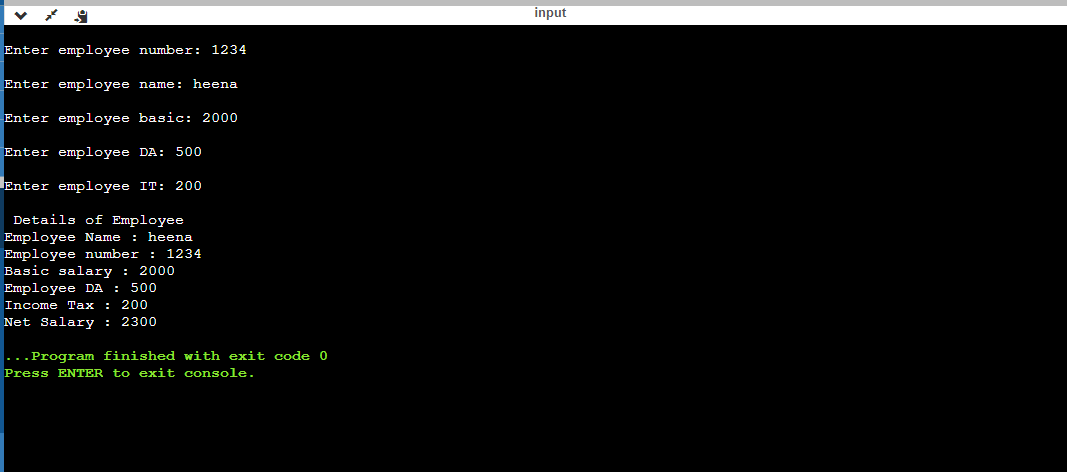 input
Enter employee number: 1234
Enter employee name: heena
Enter employee basic: 2000
Enter employee DA: 500
Enter employee IT: 200
Details of Employee
Employee Name : heena
Employee number : 1234
Basic salary : 2000
Employee DA : 500
Income Tax : 200
Net Salary : 2300
...Program finished with exit code 0
Press ENTER to exit console.